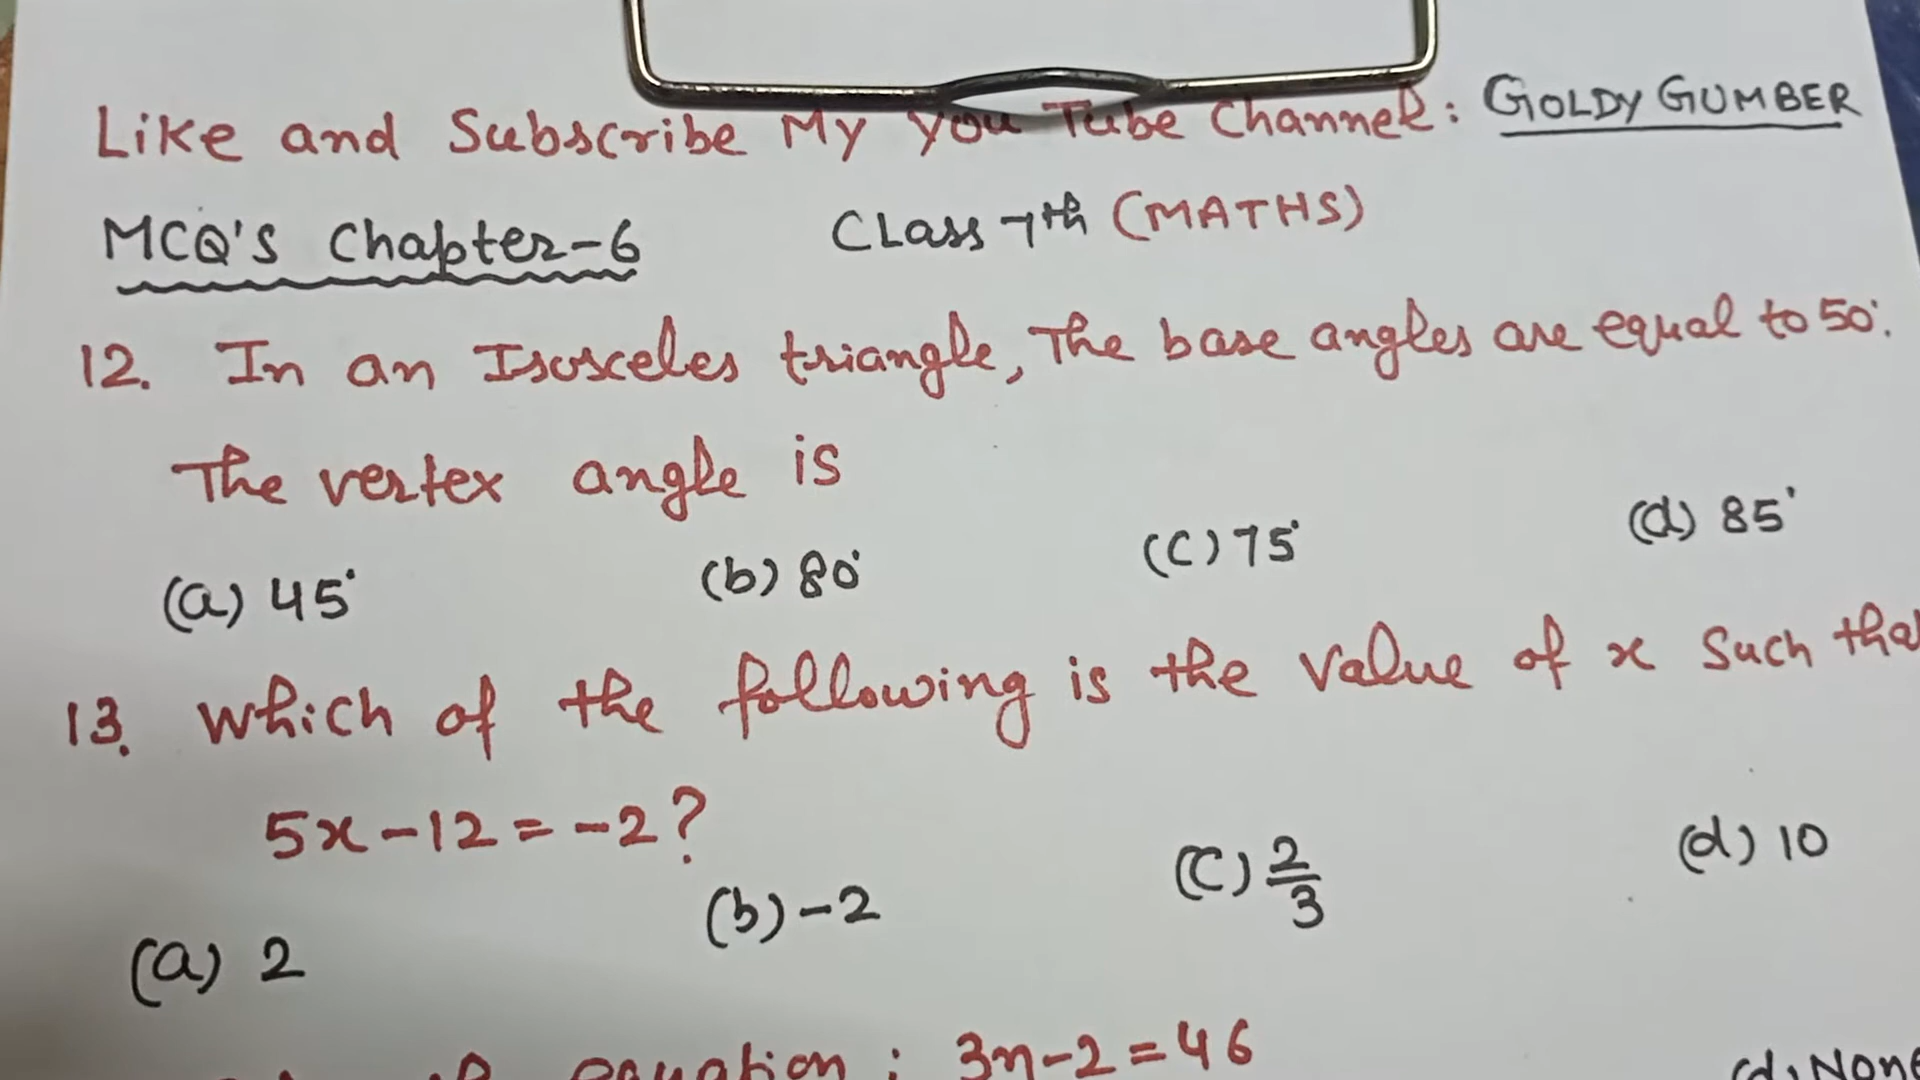 Like and Subscribe My You Tube Channel: GOLDY GUMBER
MCQ'S Chapter-6 CLass 7th (MATHS)
12. In an Isosceles triangle, The base angles are equal to 50°.
The vertex angle is
(a) 45° (b) 80° (c) 75° (d) 85°
13. Which of the following is the value of x Such
5x-12=-2?
(a) 2 (b) -2 (c) 2/3 (d) 10
equation : 3n-2=46
(d) None